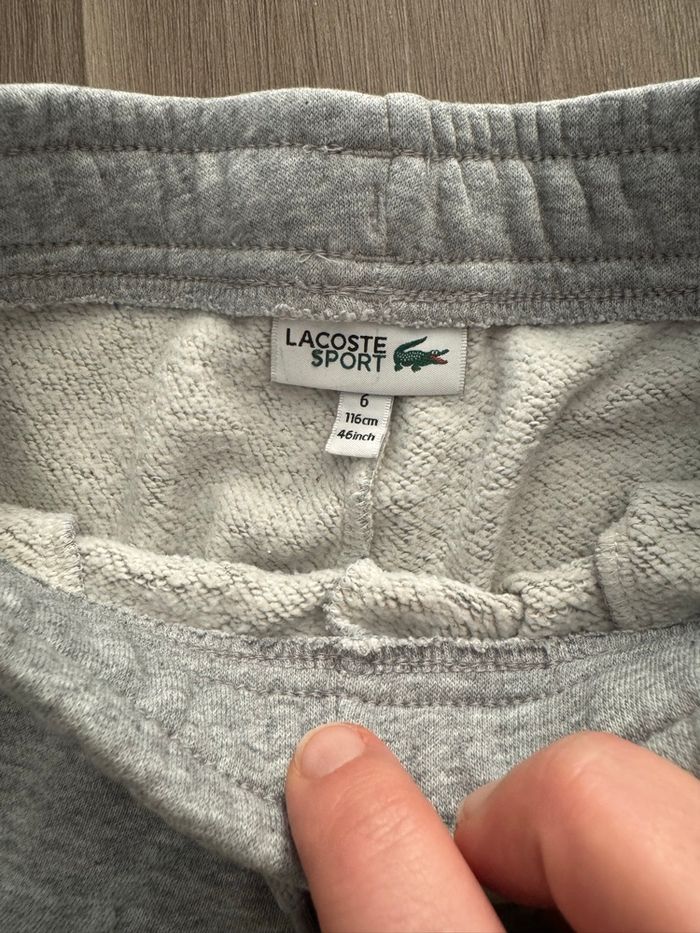 LACOSTE
SPORT
6
116cm
46inch